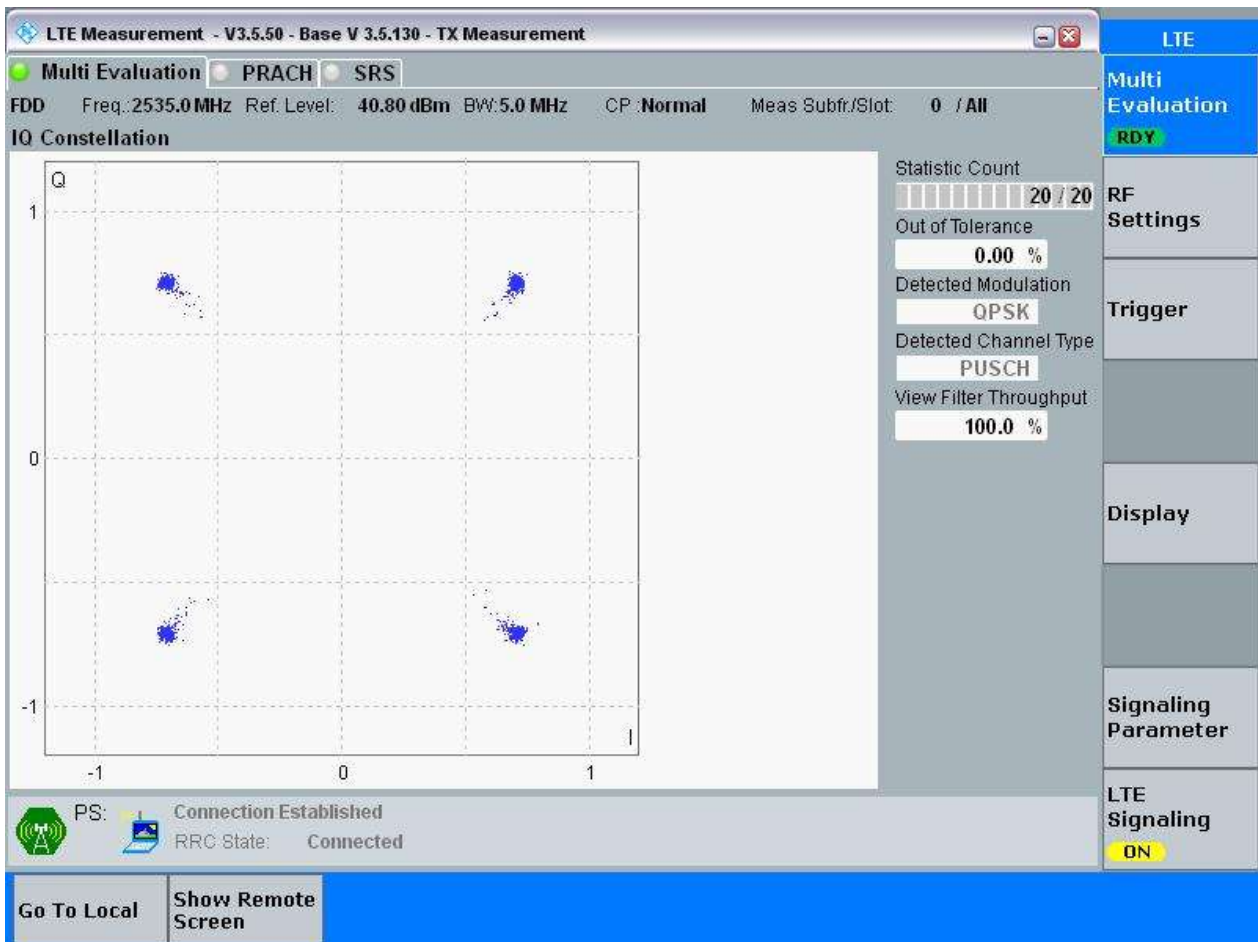 LTE Measurement - V3.5.50 - Base V 3.5.130 - TX Measurement
LTE
Multi Evaluation PRACH SRS
FDD Freq.:2535.0 MHz Ref. Level: 40.80 dBm BW:5.0 MHz CP :Normal Meas Subfr./Slot: 0 / All
IQ Constellation
Q
1
0
-1
I
-1 0 1
Statistic Count
20 / 20
Out of Tolerance
0.00 %
Detected Modulation
QPSK
Detected Channel Type
PUSCH
View Filter Throughput
100.0 %
Multi
Evaluation
RDY
RF
Settings
Trigger
Display
Signaling
Parameter
LTE
Signaling
ON
PS: Connection Established
RRC State: Connected
Go To Local
Show Remote
Screen